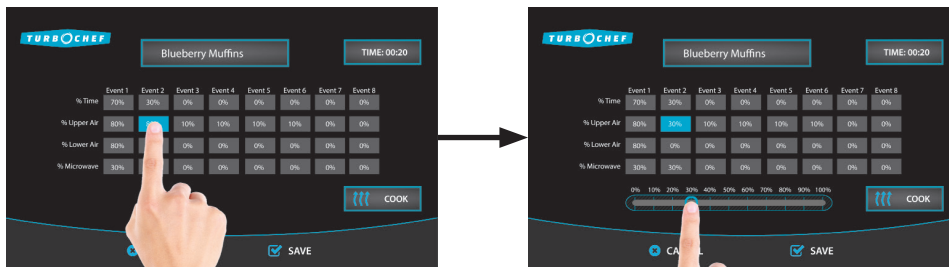 TURBOCHEF
Blueberry Muffins
TIME: 00:20
Event 1 Event 2 Event 3 Event 4 Event 5 Event 6 Event 7 Event 8
% Time 70% 30% 0% 0% 0% 0% 0% 0%
% Upper Air 80% 10% 10% 10% 10% 0% 0%
% Lower Air 80% 0% 0% 0% 0% 0% 0%
% Microwave 30% 0% 0% 0% 0% 0% 0%
COOK
SAVE
TURBOCHEF
Blueberry Muffins
TIME: 00:20
Event 1 Event 2 Event 3 Event 4 Event 5 Event 6 Event 7 Event 8
% Time 70% 30% 0% 0% 0% 0% 0% 0%
% Upper Air 80% 30% 10% 10% 10% 10% 0% 0%
% Lower Air 80% 0% 0% 0% 0% 0% 0% 0%
% Microwave 30% 30% 0% 0% 0% 0% 0% 0%
0% 10% 20% 30% 40% 50% 60% 70% 80% 90% 100%
COOK
SAVE